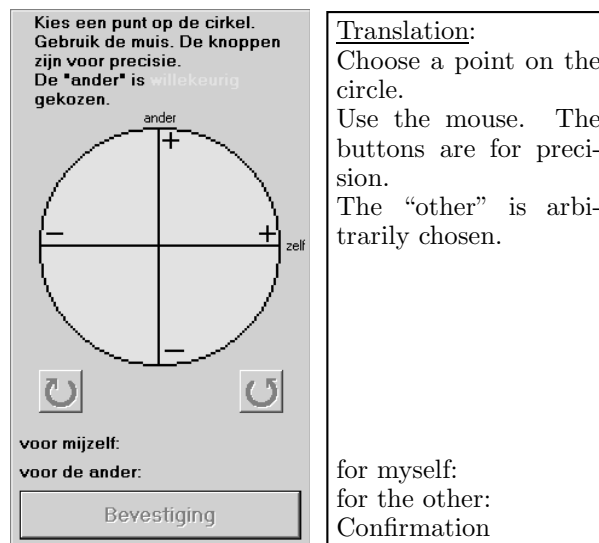 Kies een punt op de cirkel.
Gebruik de muis. De knoppen
zijn voor precisie.
De "ander" is willekeurig
gekozen.
ander
+
−
+
zelf
−
voor mijzelf:
voor de ander:
Bevestiging
Translation:
Choose a point on the
circle.
Use the mouse. The
buttons are for preci-
sion.
The “other” is arbi-
trarily chosen.
for myself:
for the other:
Confirmation